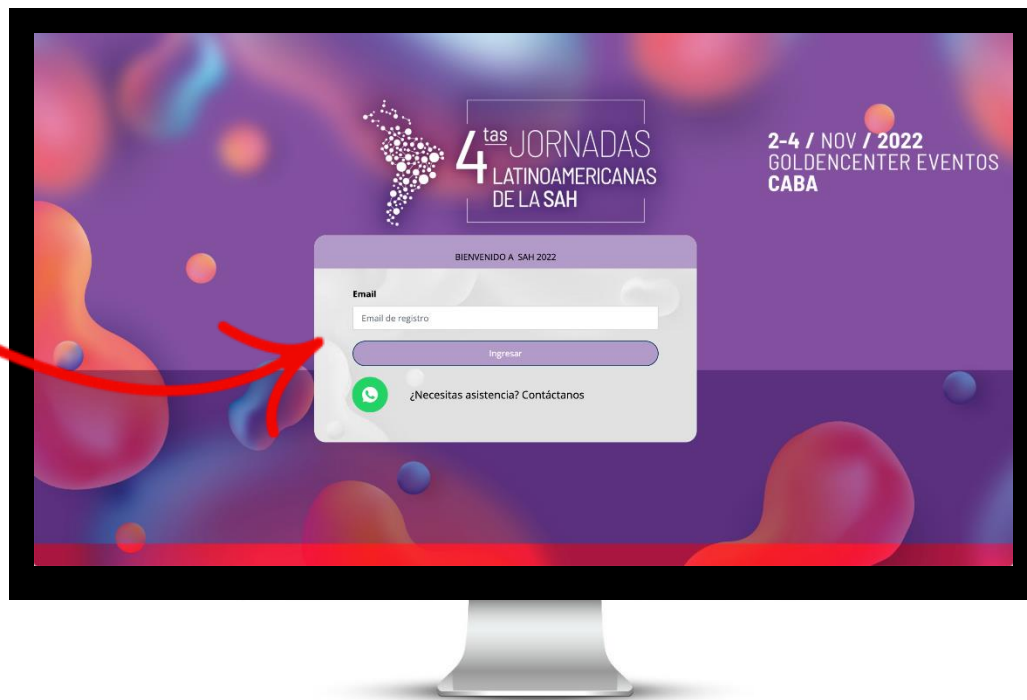 4tas JORNADAS
LATINOAMERICANAS
DE LA SAH
2-4 / NOV / 2022
GOLDENCENTER EVENTOS
CABA
BIENVENIDO A SAH 2022
Email
Email de registro
Ingresar
¿Necesitas asistencia? Contáctanos